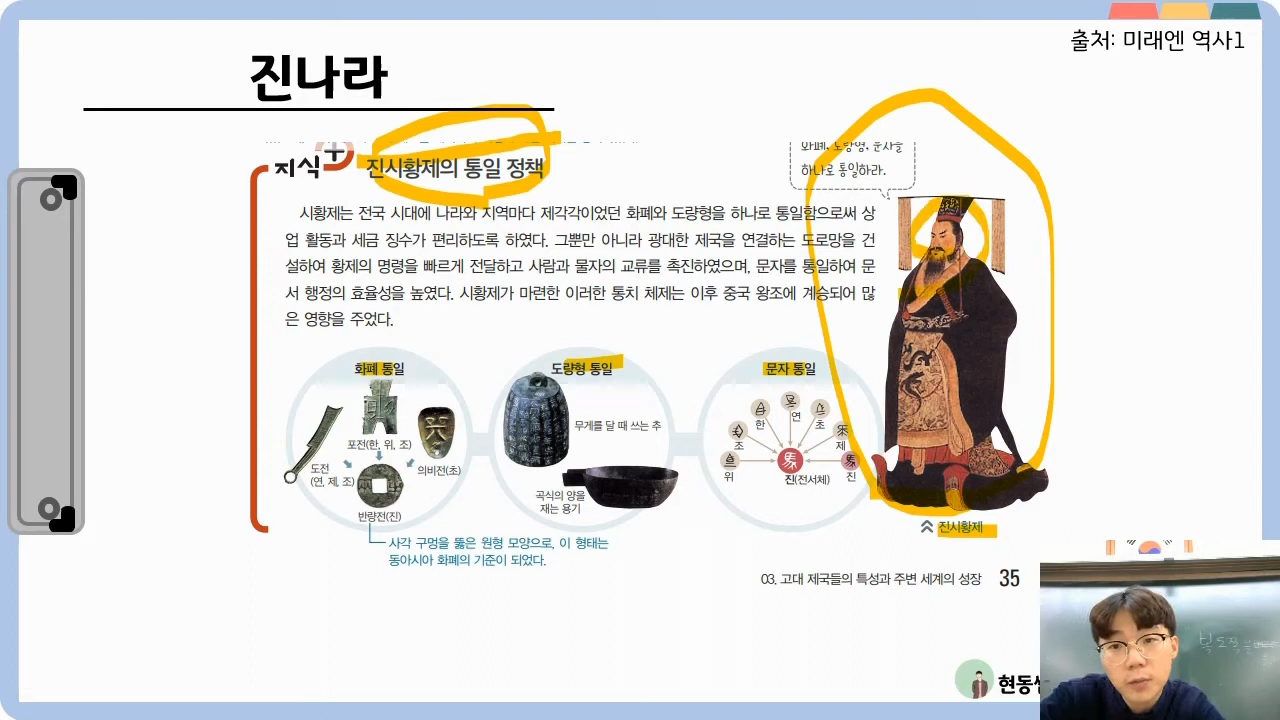 출처: 미래엔 역사1
진나라
지식
진시황제의 통일 정책
화폐, 도량형, 문자를
하나로 통일하라.
시황제는 전국 시대에 나라와 지역마다 제각각이었던 화폐와 도량형을 하나로 통일함으로써 상
업 활동과 세금 징수가 편리하도록 하였다. 그뿐만 아니라 광대한 제국을 연결하는 도로망을 건
설하여 황제의 명령을 빠르게 전달하고 사람과 물자의 교류를 촉진하였으며, 문자를 통일하여 문
서 행정의 효율성을 높였다. 시황제가 마련한 이러한 통치 체제는 이후 중국 왕조에 계승되어 많
은 영향을 주었다.
화폐 통일
포전(한, 위, 조)
도전
(연, 제, 조)
의비전(초)
반량전(진)
사각 구멍을 뚫은 원형 모양으로, 이 형태는
동아시아 화폐의 기준이 되었다.
도량형 통일
무게를 달 때 쓰는 추
곡식의 양을
재는 용기
문자 통일
한
연
초
조
제
위
진(전서체)
진
진시황제
03. 고대 제국들의 특성과 주변 세계의 성장 35
현동쌤